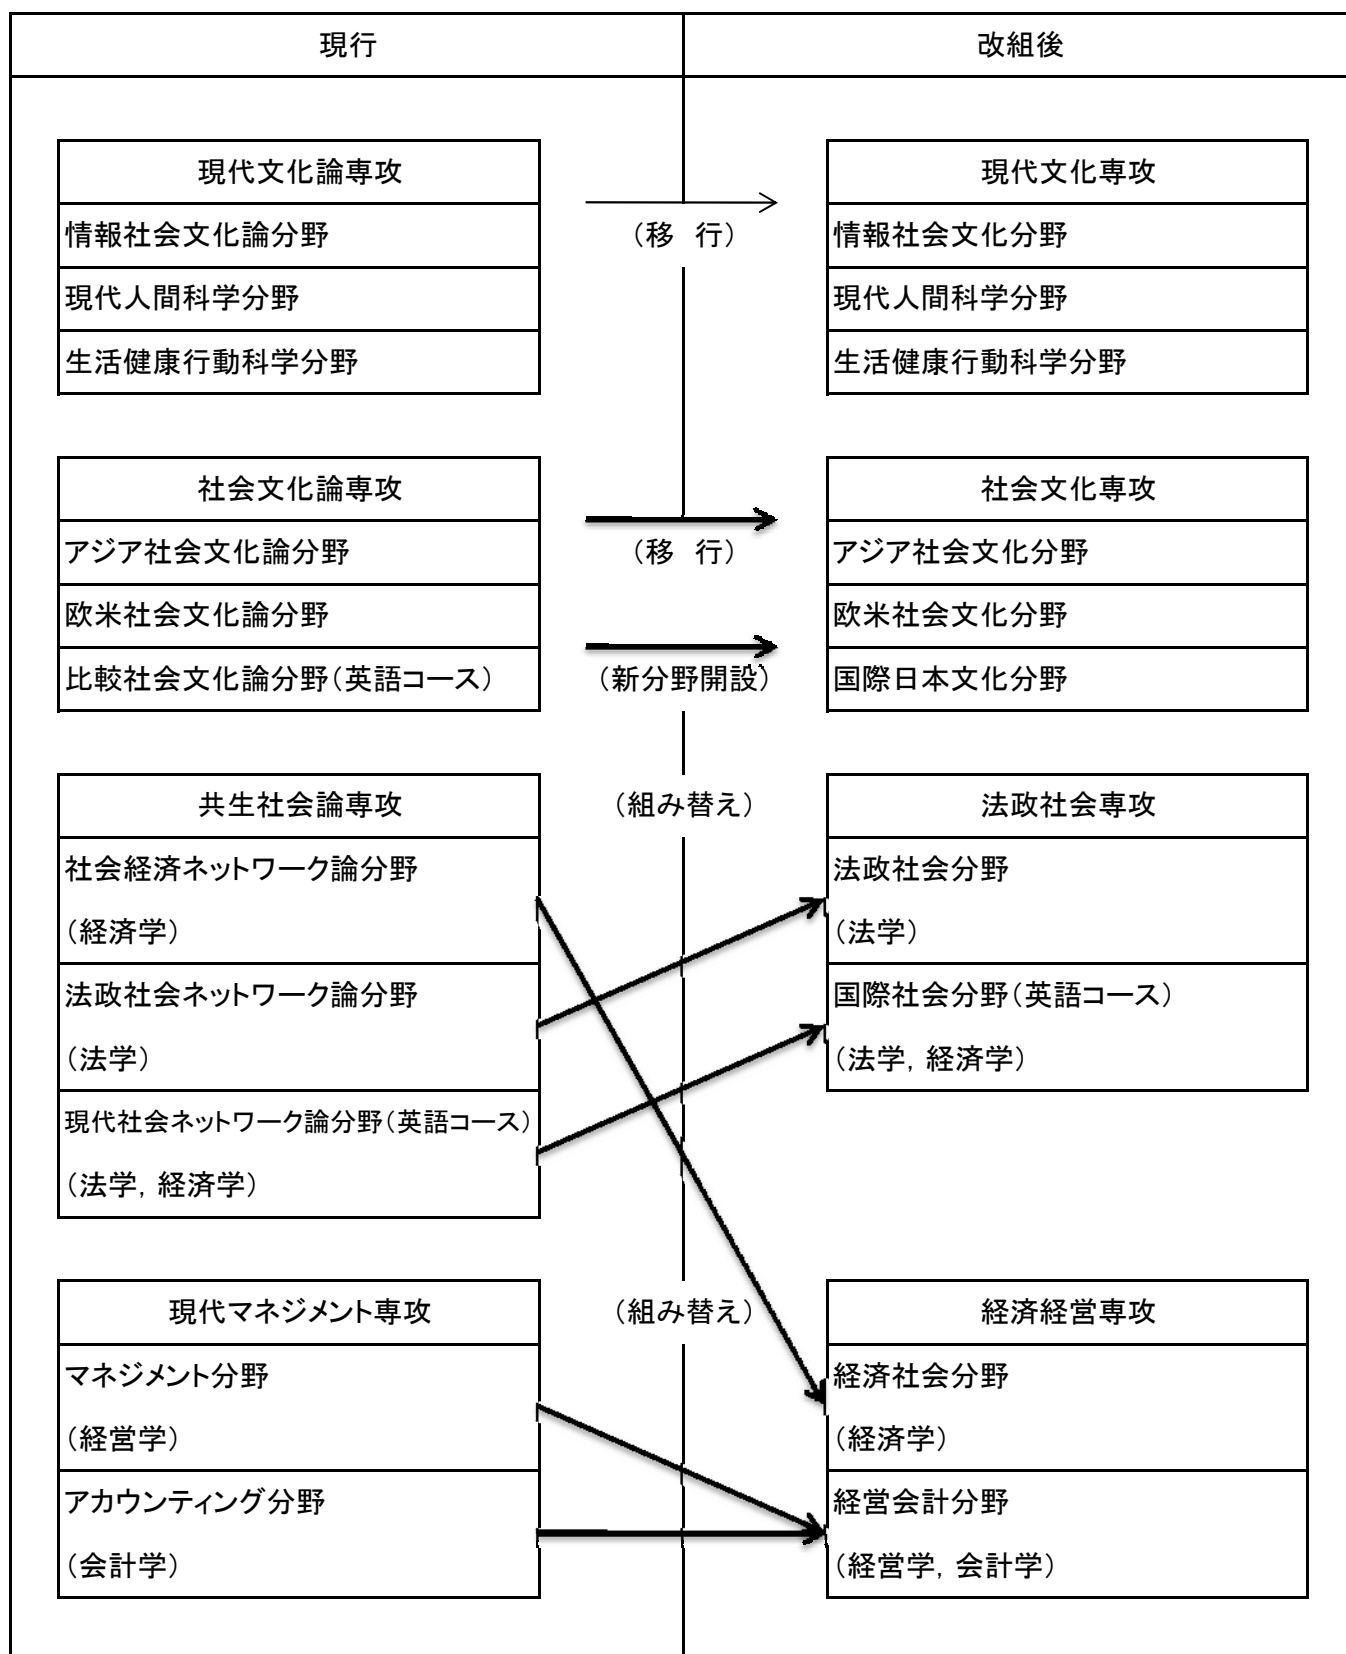 現行
改組後
現代文化論専攻
情報社会文化論分野
現代人間科学分野
生活健康行動科学分野
(移 行)
現代文化専攻
情報社会文化分野
現代人間科学分野
生活健康行動科学分野
社会文化論専攻
アジア社会文化論分野
欧米社会文化論分野
比較社会文化論分野(英語コース)
(移 行)
(新分野開設)
社会文化専攻
アジア社会文化分野
欧米社会文化分野
国際日本文化分野
共生社会論専攻
社会経済ネットワーク論分野
(経済学)
法政社会ネットワーク論分野
(法学)
現代社会ネットワーク論分野(英語コース)
(法学, 経済学)
(組み替え)
法政社会専攻
法政社会分野
(法学)
国際社会分野(英語コース)
(法学, 経済学)
現代マネジメント専攻
マネジメント分野
(経営学)
アカウンティング分野
(会計学)
(組み替え)
経済経営専攻
経済社会分野
(経済学)
経営会計分野
(経営学, 会計学)